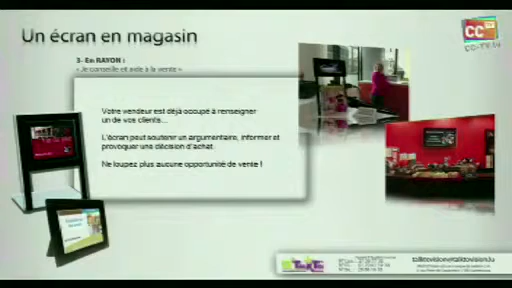 Un écran en magasin
CC
CC-TV.lu
3- En RAYON :
« Je conseille et aide à la vente »
Votre vendeur est déjà occupé à renseigner
un de vos clients...
L'écran peut soutenir un argumentaire, informer et
provoquer une décision d'achat.
Ne loupez plus aucune opportunité de vente !